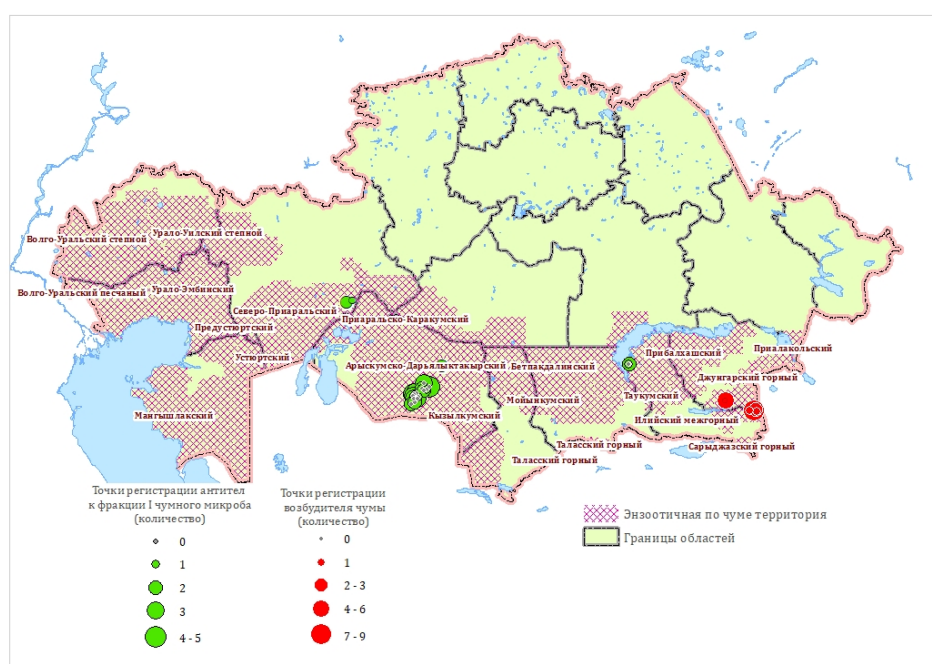 Волго-Уральский степной
Урало-Уилский степной
Волго-Уральский песчаный
Урало-Эмбинский
Северо-Приаральский
Приаральско-Каракумский
Предустюртский
Устюртский
Арыскумско-Дарьялыктакырский
Бетпакдалинский
Прибалхашский
Приалакольский
Джунгарский горный
Мангышлакский
Кызылкумский
Мойынкумский
Таукумский
Илийский межгорный
Таласский горный
Сарыджазский горный
Таласский горный
Точки регистрации антител
к фракции I чумного микроба
(количество)
0
1
2
3
4 - 5
Точки регистрации
возбудителя чумы
(количество)
0
1
2 - 3
4 - 6
7 - 9
Энзоотичная по чуме территория
Границы областей